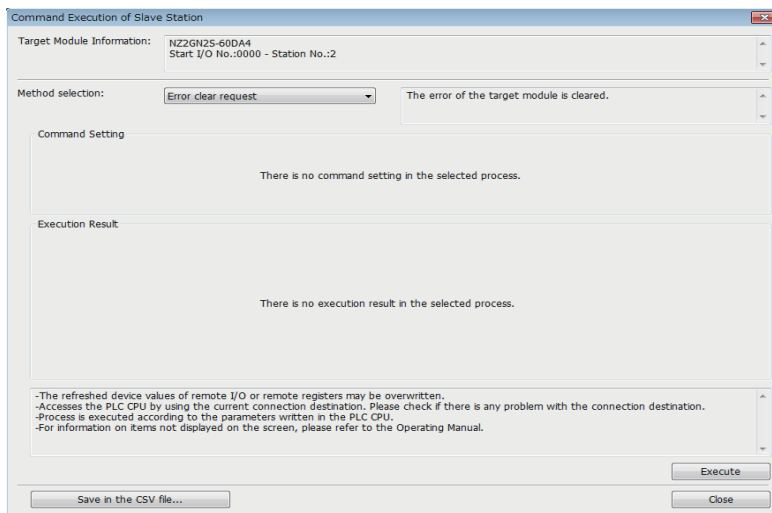 Command Execution of Slave Station
Target Module Information:
NZ2GN2S-60DA4
Start I/O No.:0000 - Station No.:2
Method selection:
Error clear request
The error of the target module is cleared.
Command Setting
There is no command setting in the selected process.
Execution Result
There is no execution result in the selected process.
-The refreshed device values of remote I/O or remote registers may be overwritten.
-Accesses the PLC CPU by using the current connection destination. Please check if there is any problem with the connection destination.
-Process is executed according to the parameters written in the PLC CPU.
-For information on items not displayed on the screen, please refer to the Operating Manual.
Execute
Save in the CSV file...
Close